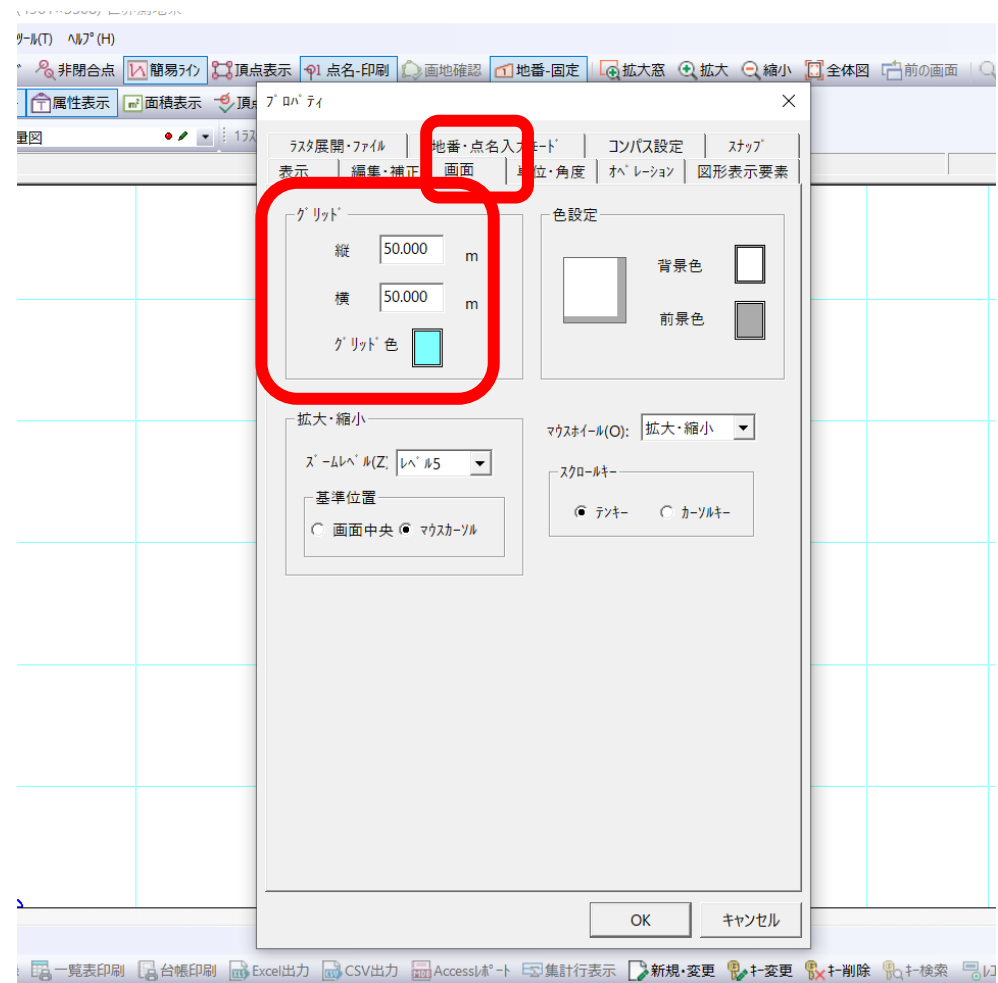 ﾂｰﾙ(T) ﾍﾙﾌﾟ(H)
非閉合点 簡易ﾗｲﾝ 頂点表示 点名-印刷 画地確認 地番-固定 拡大窓 拡大 縮小 全体図 前の画面
属性表示 面積表示 頂点
量図 1ﾗｽ
ﾌﾟﾛﾊﾟﾃｨ
ﾗｽﾀ展開・ﾌｧｲﾙ 地番・点名入力ﾓｰﾄﾞ コンパス設定 ｽﾅｯﾌﾟ
表示 編集・補正 画面 単位・角度 ｵﾍﾟﾚｰｼｮﾝ 図形表示要素
ｸﾞﾘｯﾄﾞ
縦 50.000 m
横 50.000 m
ｸﾞﾘｯﾄﾞ色
色設定
背景色
前景色
拡大・縮小
ｽﾞｰﾑﾚﾍﾞﾙ(Z) ﾚﾍﾞﾙ5
基準位置
画面中央 ﾏｳｽｶｰｿﾙ
ﾏｳｽﾎｲｰﾙ(O): 拡大・縮小
ｽｸﾛｰﾙｷｰ
ﾃﾝｷｰ ｶｰｿﾙｷｰ
OK キャンセル
一覧表印刷 台帳印刷 Excel出力 CSV出力 Accessﾚﾎﾟｰﾄ 集計行表示 新規・変更 ｷｰ変更 ｷｰ削除 ｷｰ検索